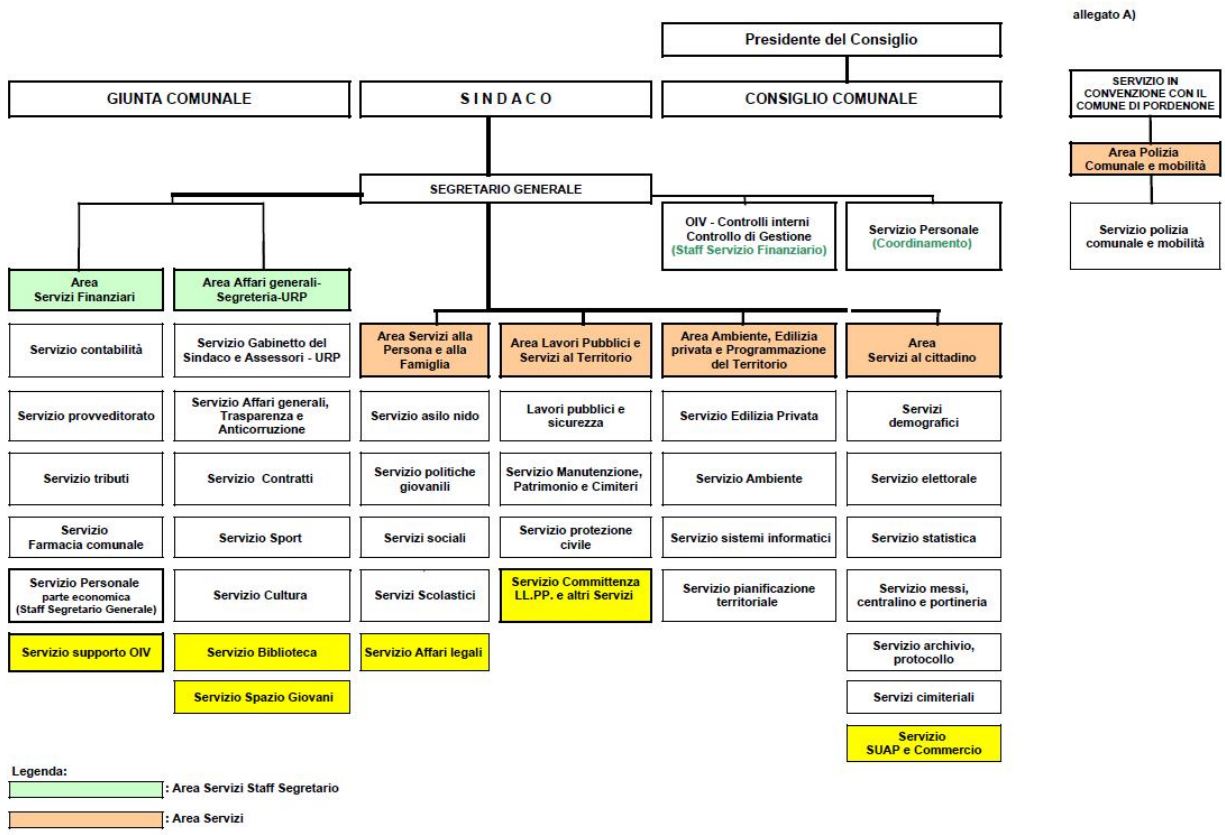 allegato A)
Presidente del Consiglio
GIUNTA COMUNALE
S I N D A C O
CONSIGLIO COMUNALE
SERVIZIO IN
CONVENZIONE CON IL
COMUNE DI PORDENONE
Area Polizia
Comunale e mobilità
Servizio polizia
comunale e mobilità
SEGRETARIO GENERALE
OIV - Controlli interni
Controllo di Gestione
(Staff Servizio Finanziario)
Servizio Personale
(Coordinamento)
Area
Servizi Finanziari
Servizio contabilità
Servizio provveditorato
Servizio tributi
Servizio
Farmacia comunale
Servizio Personale
parte economica
(Staff Segretario Generale)
Servizio supporto OIV
Area Affari generali-
Segreteria-URP
Servizio Gabinetto del
Sindaco e Assessori - URP
Servizio Affari generali,
Trasparenza e
Anticorruzione
Servizio Contratti
Servizio Sport
Servizio Cultura
Servizio Biblioteca
Servizio Spazio Giovani
Area Servizi alla
Persona e alla
Famiglia
Servizio asilo nido
Servizio politiche
giovanili
Servizi sociali
Servizi Scolastici
Servizio Affari legali
Area Lavori Pubblici e
Servizi al Territorio
Lavori pubblici e
sicurezza
Servizio Manutenzione,
Patrimonio e Cimiteri
Servizio protezione
civile
Servizio Committenza
LL.PP. e altri Servizi
Area Ambiente, Edilizia
privata e Programmazione
del Territorio
Servizio Edilizia Privata
Servizio Ambiente
Servizio sistemi informatici
Servizio pianificazione
territoriale
Area
Servizi al cittadino
Servizi
demografici
Servizio elettorale
Servizio statistica
Servizio messi,
centralino e portineria
Servizio archivio,
protocollo
Servizi cimiteriali
Servizio
SUAP e Commercio
Legenda:
: Area Servizi Staff Segretario
: Area Servizi